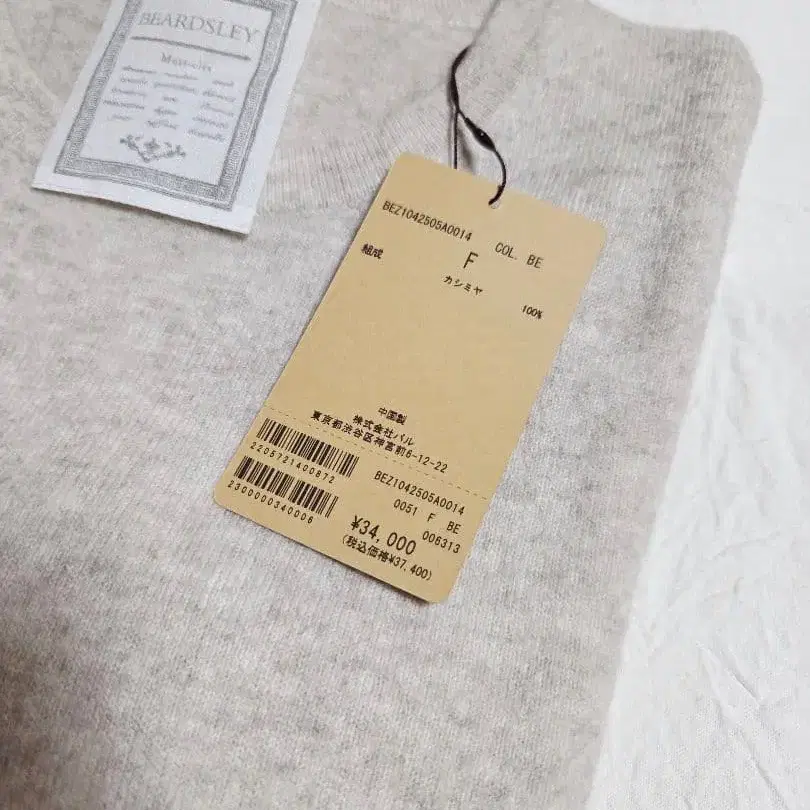 BEARDSLEY
Mots-clés
BEZ1042505A0014 COL. BE
組成 F
カシミヤ
100%
中国製
株式会社パル
東京都渋谷区神宮前6-12-22
2205721400872
2300000340006
BEZ1042505A0014
0051 F BE
006313
¥34,000
(税込価格¥37,400)